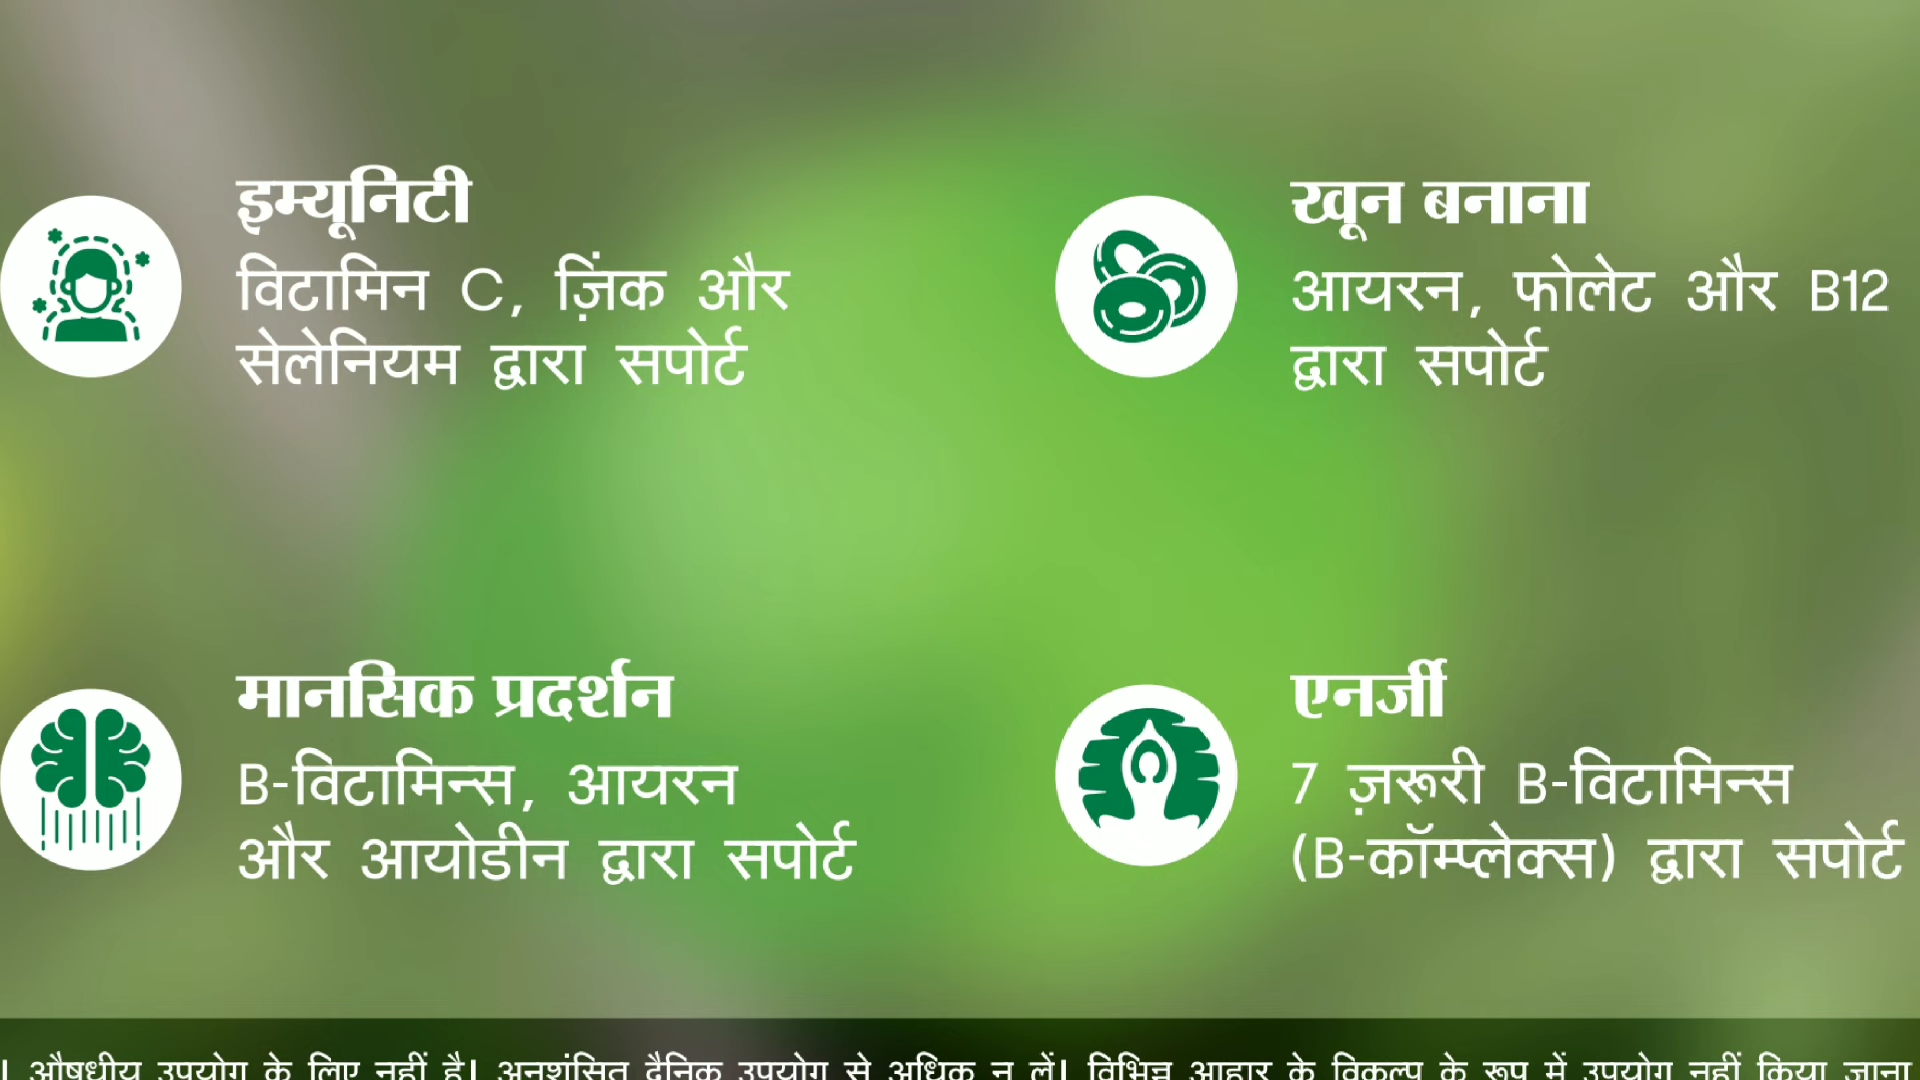 इम्यूनिटी
विटामिन C, ज़िंक और
सेलेनियम द्वारा सपोर्ट
खून बनाना
आयरन, फोलेट और B12
द्वारा सपोर्ट
मानसिक प्रदर्शन
B-विटामिन्स, आयरन
और आयोडीन द्वारा सपोर्ट
एनर्जी
7 ज़रूरी B-विटामिन्स
(B-कॉम्प्लेक्स) द्वारा सपोर्ट
। औषधीय उपयोग के लिए नहीं है। अनुशंसित दैनिक उपयोग से अधिक न लें। विभिन्न आहार के विकल्प के रूप में उपयोग नहीं किया जाना